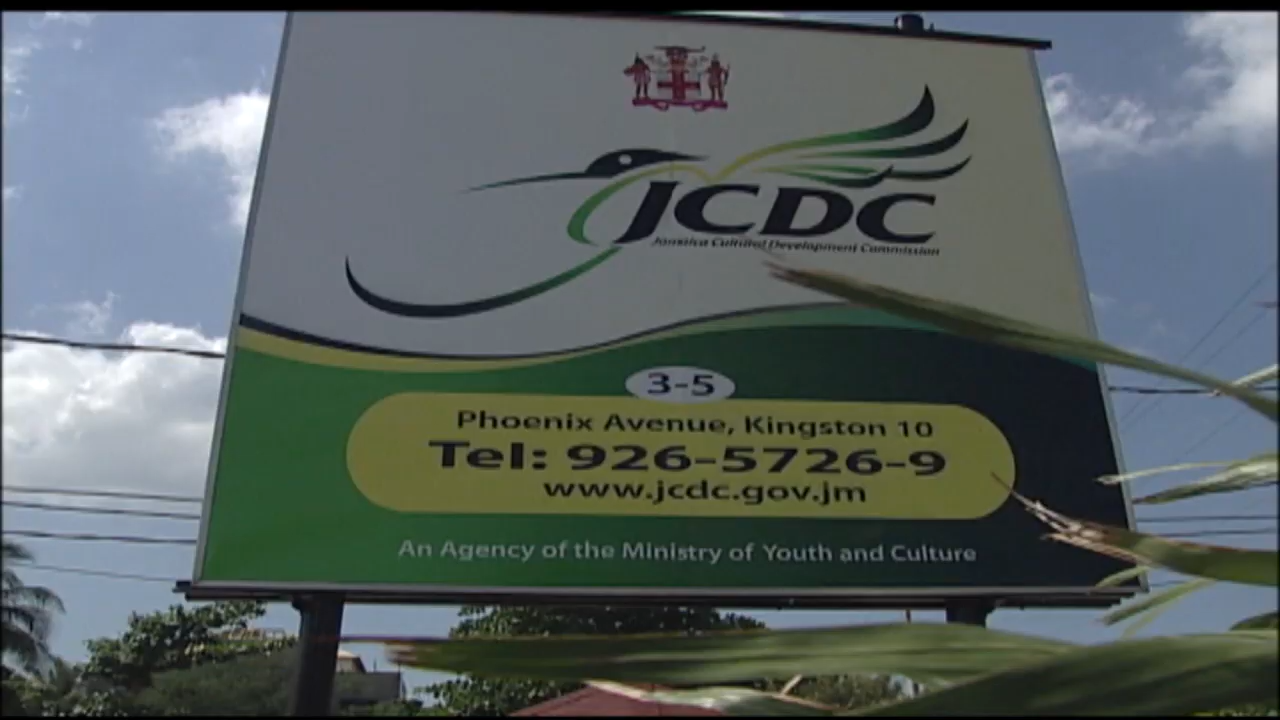 JCDC
Jamaica Cultural Development Commission
3-5
Phoenix Avenue, Kingston 10
Tel: 926-5726-9
www.jcdc.gov.jm
An Agency of the Ministry of Youth and Culture